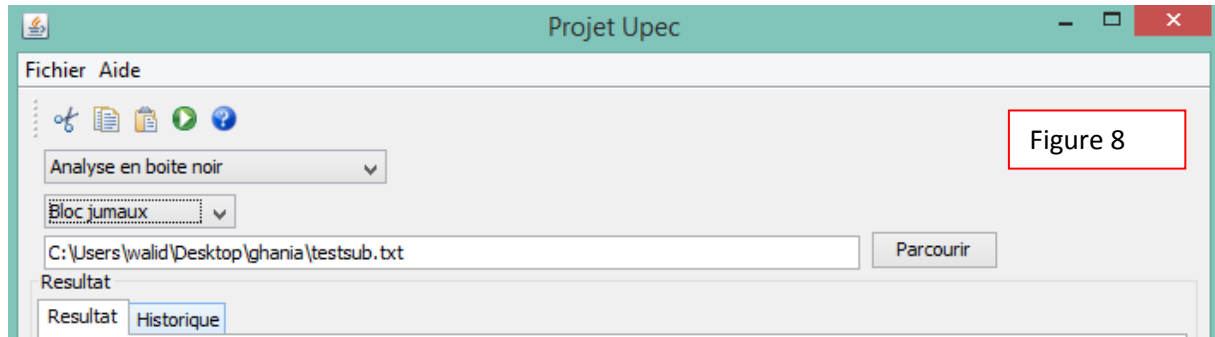 Projet Upec
Fichier Aide
Figure 8
Analyse en boite noir
Bloc jumaux
C:\Users\walid\Desktop\ghania\testsub.txt
Parcourir
Resultat
Resultat Historique